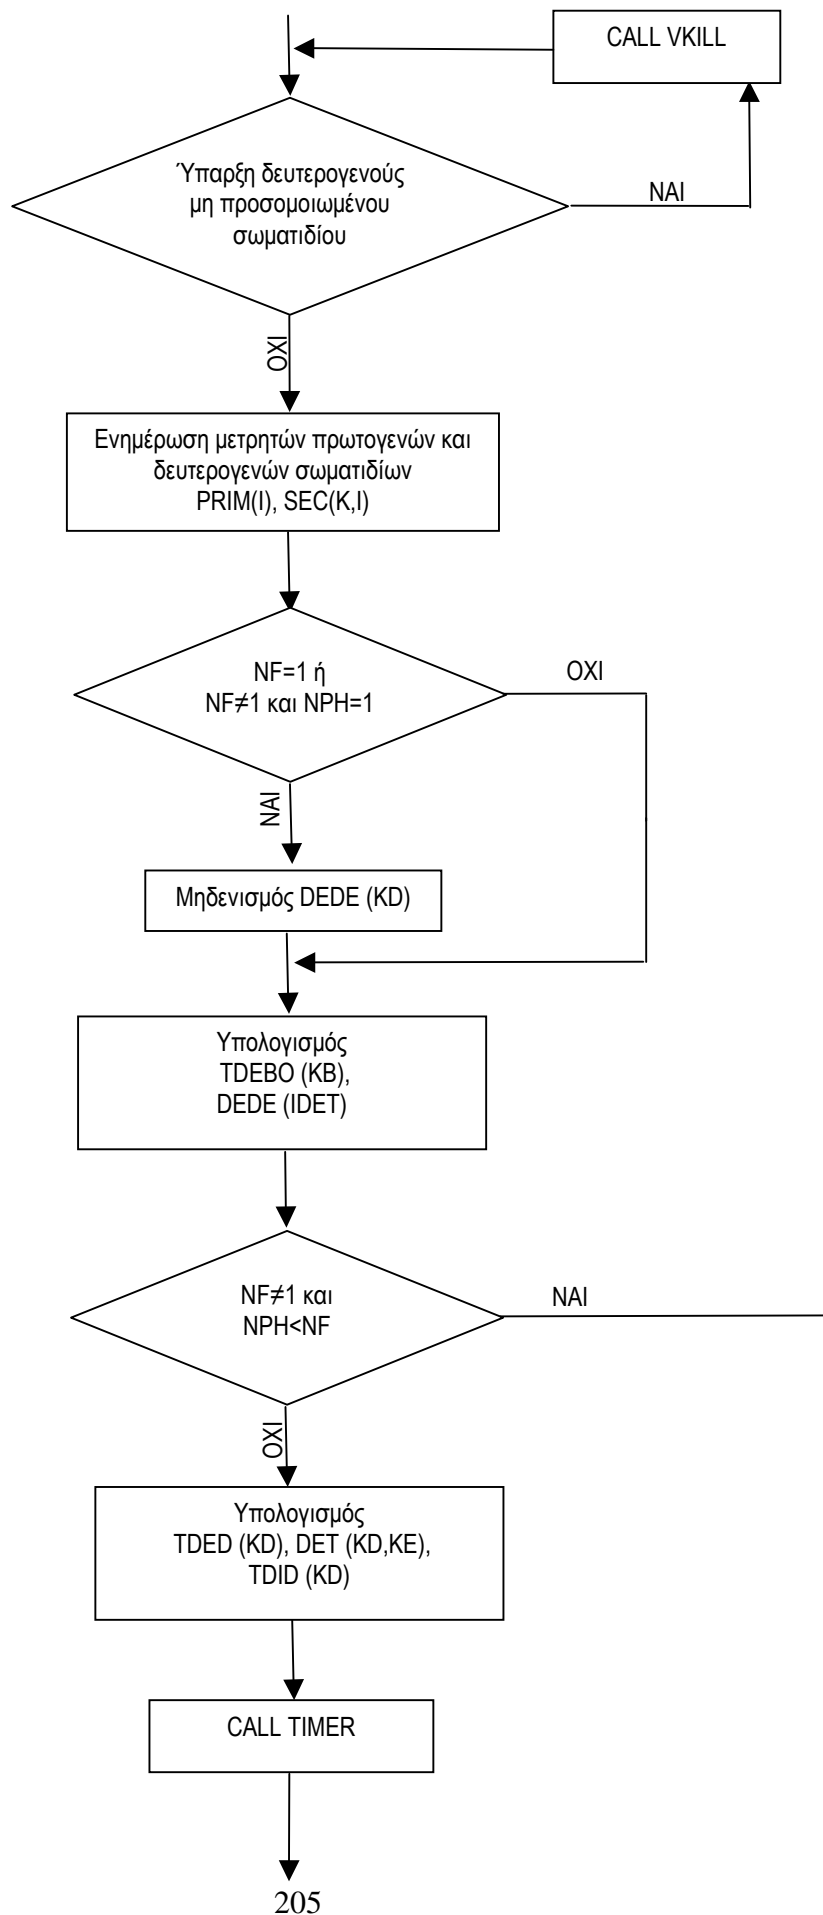 CALL VKILL
Ύπαρξη δευτερογενούς
μη προσομοιωμένου
σωματιδίου
ΝΑΙ
ΟΧΙ
Ενημέρωση μετρητών πρωτογενών και
δευτερογενών σωματιδίων
PRIM(I), SEC(K,I)
NF=1 ή
NF≠1 και NPH=1
ΟΧΙ
ΝΑΙ
Μηδενισμός DEDE (KD)
Υπολογισμός
TDEBO (KB),
DEDE (IDET)
NF≠1 και
NPH<NF
ΝΑΙ
ΟΧΙ
Υπολογισμός
TDED (KD), DET (KD,KE),
TDID (KD)
CALL TIMER
205